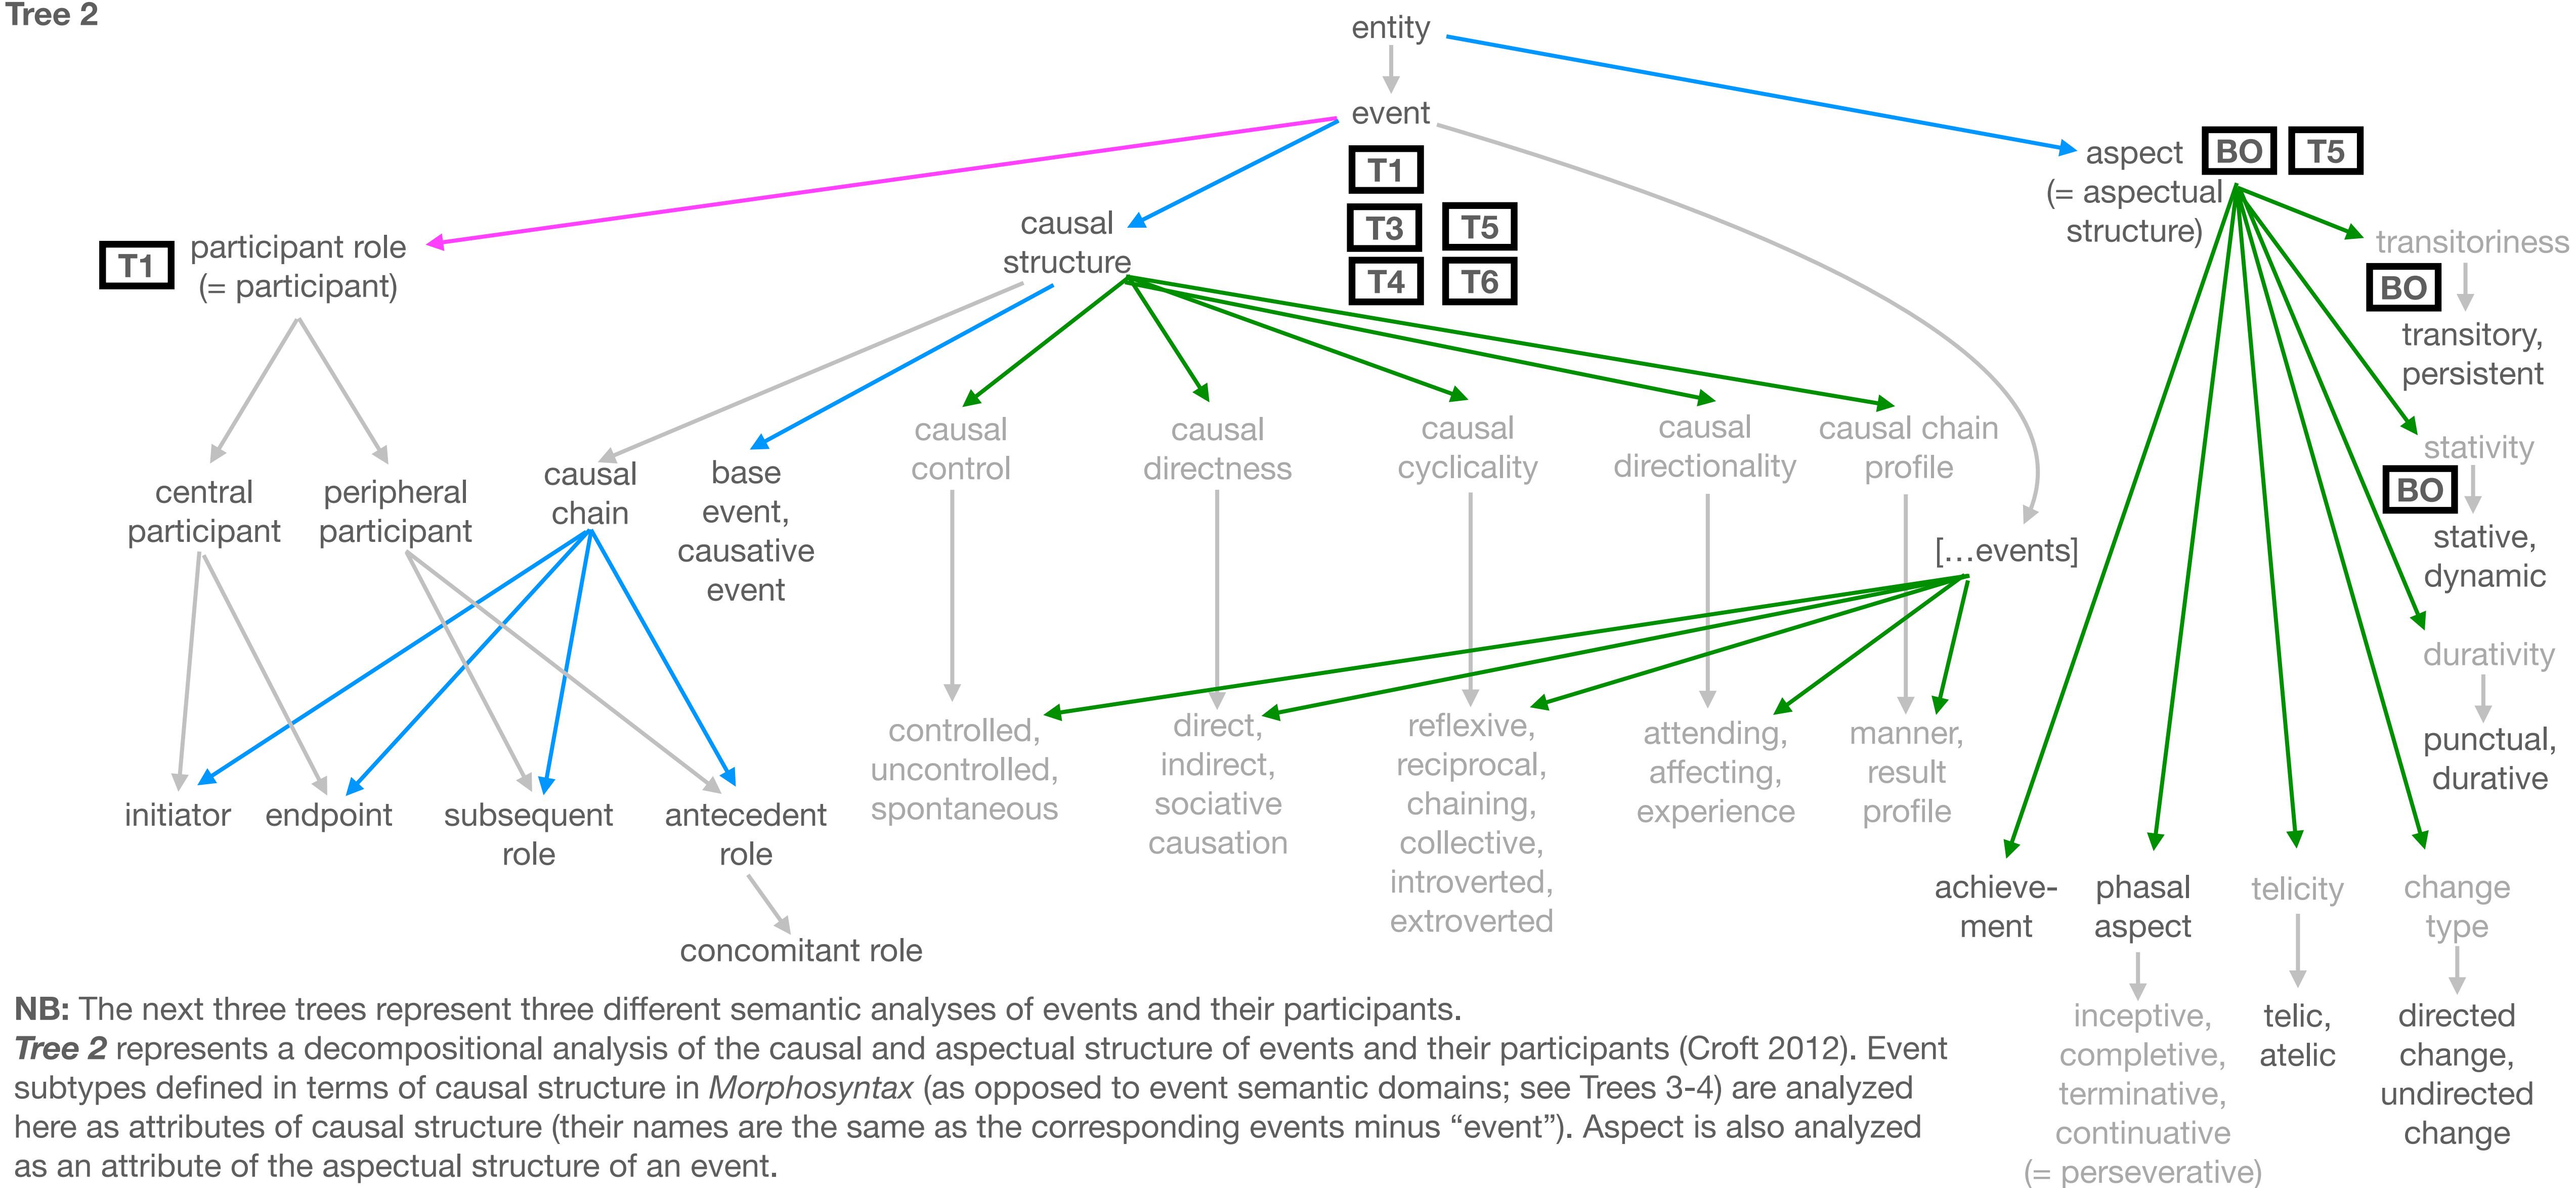 Tree 2
entity
event
T1
T3 T5
T4 T6
aspect
(= aspectual
structure)
BO T5
participant role
(= participant)
T1
causal
structure
transitoriness
BO
transitory,
persistent
central
participant
peripheral
participant
causal
chain
base
event,
causative
event
causal
control
causal
directness
causal
cyclicality
causal
directionality
causal chain
profile
stativity
BO
stative,
dynamic
[...events]
durativity
punctual,
durative
initiator
endpoint
subsequent
role
antecedent
role
concomitant role
controlled,
uncontrolled,
spontaneous
direct,
indirect,
sociative
causation
reflexive,
reciprocal,
chaining,
collective,
introverted,
extroverted
attending,
affecting,
experience
manner,
result
profile
achieve-
ment
phasal
aspect
telicity
change
type
inceptive,
completive,
terminative,
continuative
(= perseverative)
telic,
atelic
directed
change,
undirected
change
NB: The next three trees represent three different semantic analyses of events and their participants.
Tree 2 represents a decompositional analysis of the causal and aspectual structure of events and their participants (Croft 2012). Event
subtypes defined in terms of causal structure in Morphosyntax (as opposed to event semantic domains; see Trees 3-4) are analyzed
here as attributes of causal structure (their names are the same as the corresponding events minus “event”). Aspect is also analyzed
as an attribute of the aspectual structure of an event.